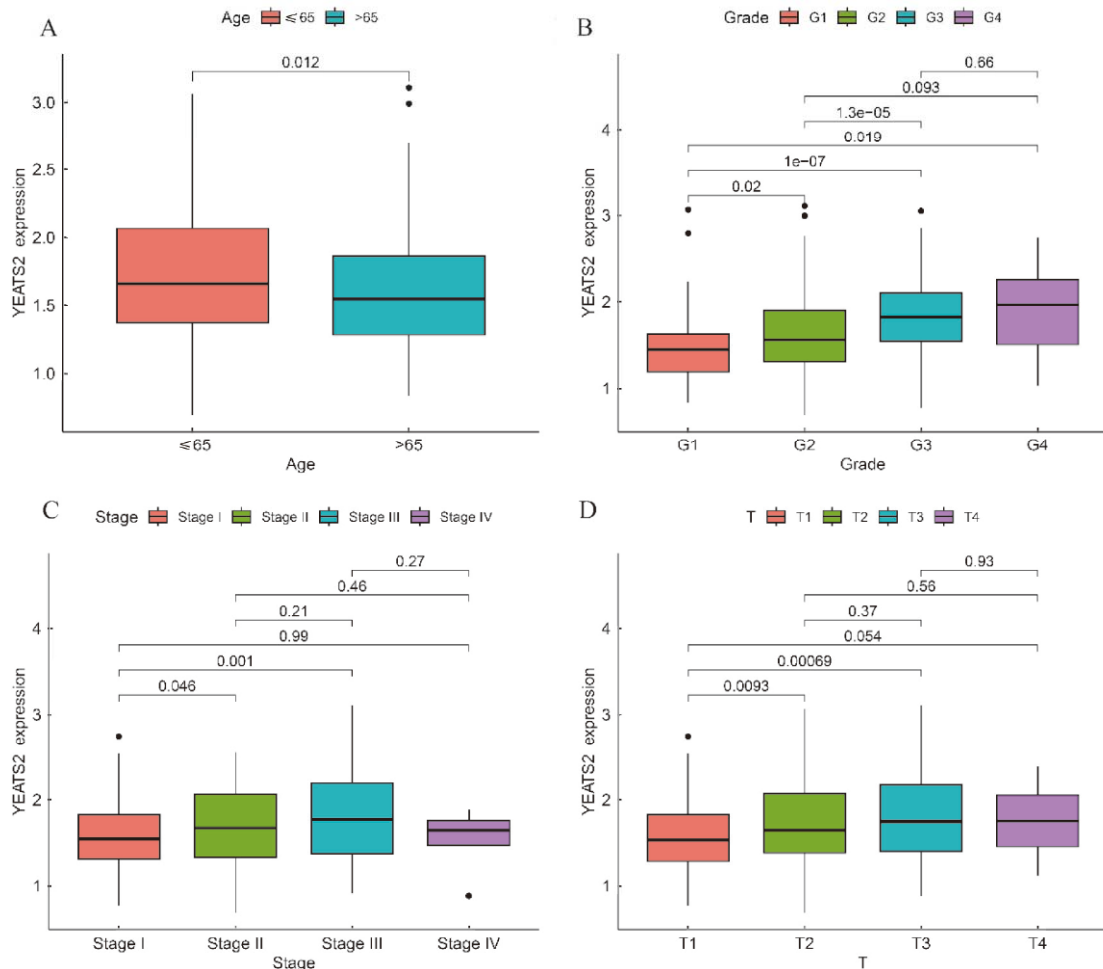 A
Age ≤65 >65
0.012
3.0
2.5
2.0
1.5
1.0
YEATS2 expression
≤65 >65
Age
B
Grade G1 G2 G3 G4
0.66
0.093
1.3e−05
0.019
1e−07
0.02
4
3
2
1
YEATS2 expression
G1 G2 G3 G4
Grade
C
Stage Stage I Stage II Stage III Stage IV
0.27
0.46
0.21
0.99
0.001
0.046
4
3
2
1
YEATS2 expression
Stage I Stage II Stage III Stage IV
Stage
D
T T1 T2 T3 T4
0.93
0.56
0.37
0.054
0.00069
0.0093
4
3
2
1
YEATS2 expression
T1 T2 T3 T4
T